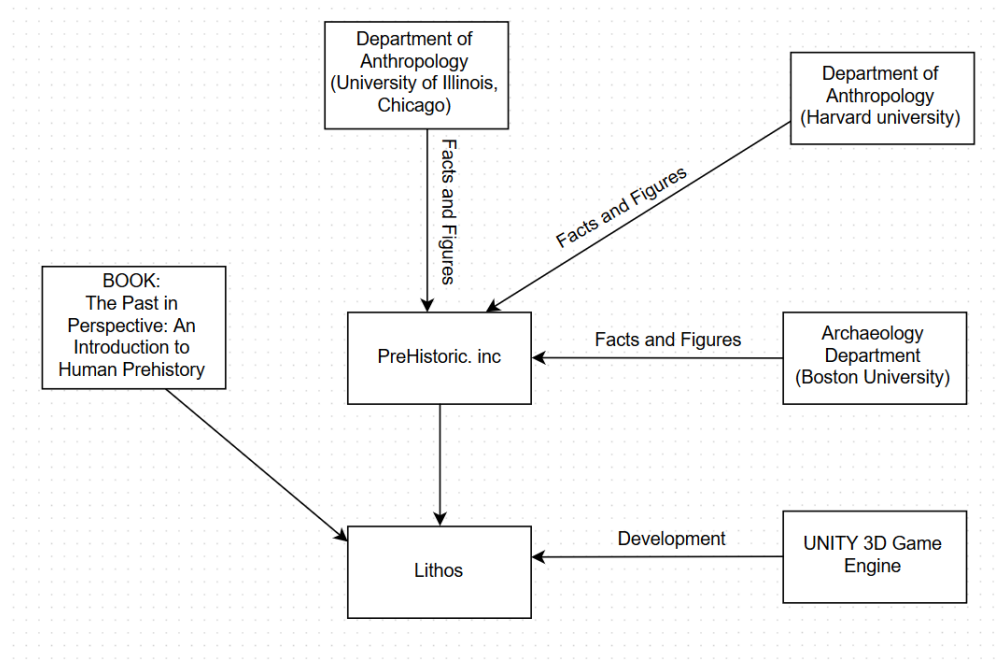 Department of
Anthropology
(University of Illinois,
Chicago)
Department of
Anthropology
(Harvard university)
Facts and Figures
Facts and Figures
BOOK:
The Past in
Perspective: An
Introduction to
Human Prehistory
PreHistoric. inc
Facts and Figures
Archaeology
Department
(Boston University)
Lithos
Development
UNITY 3D Game
Engine